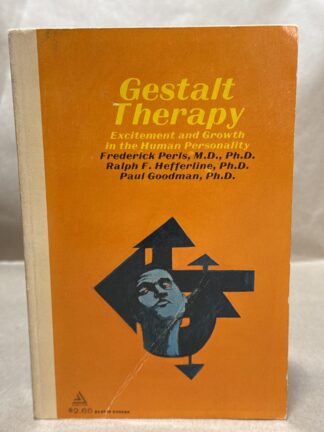 Gestalt
Therapy
Excitement and Growth
in the Human Personality
Frederick Perls, M.D., Ph.D.
Ralph F. Hefferline, Ph.D.
Paul Goodman, Ph.D.